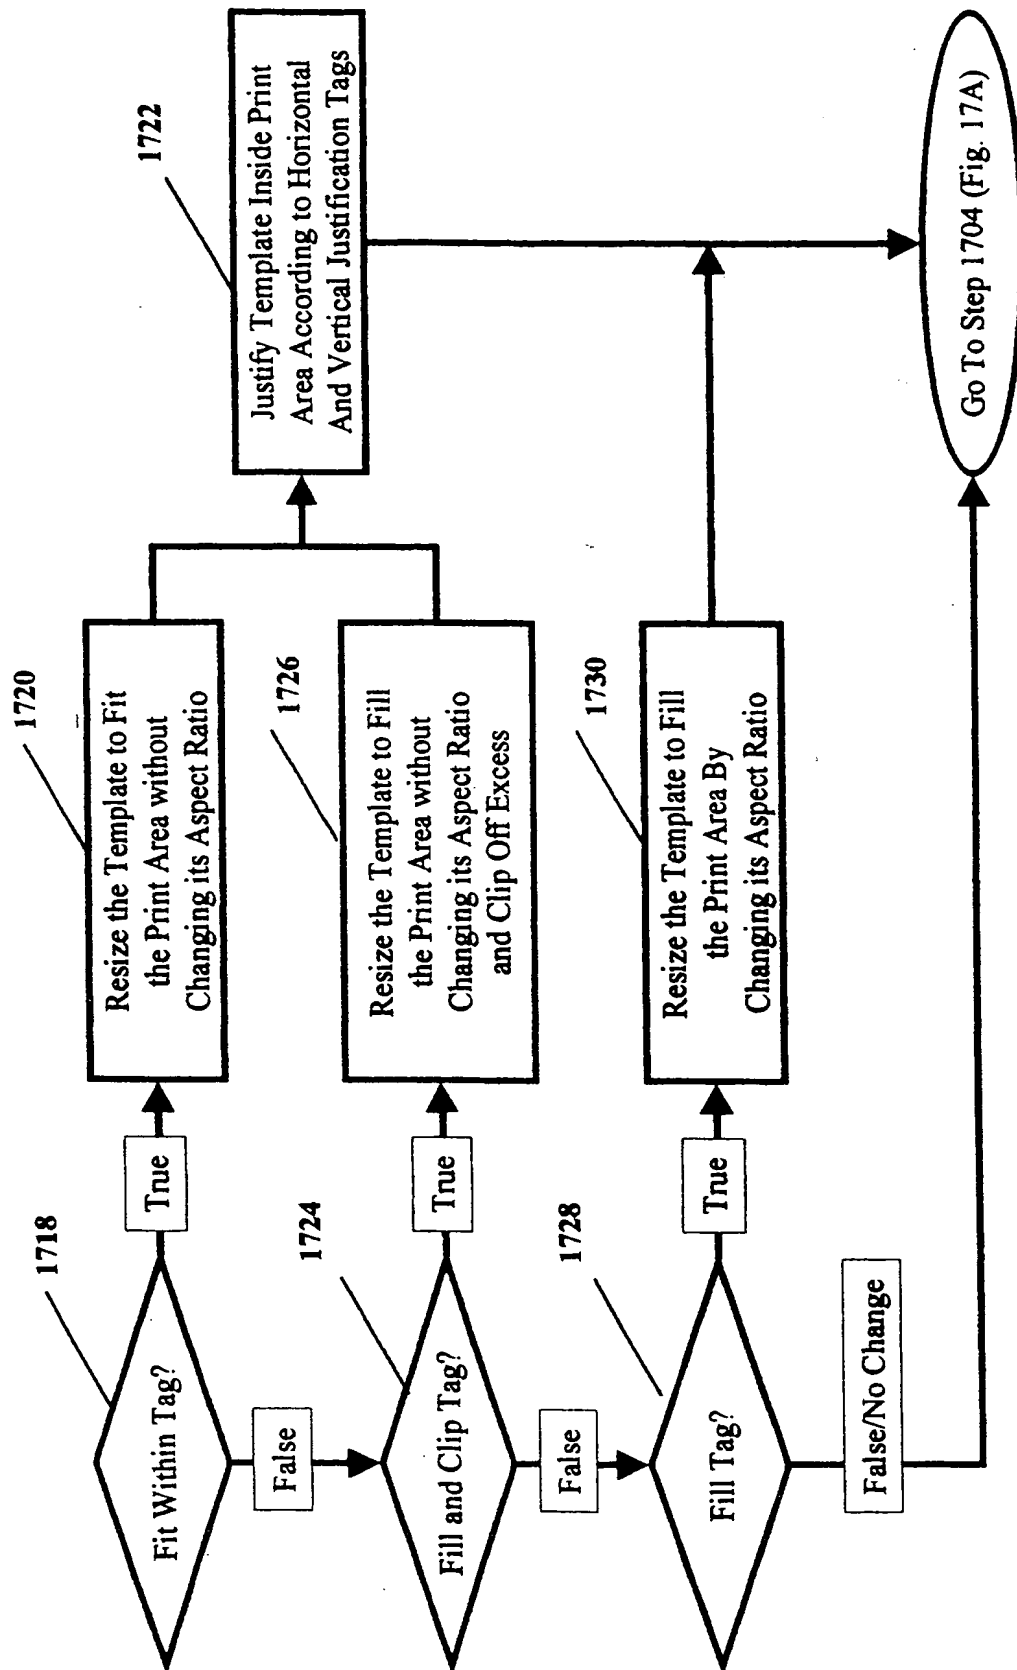 1718
Fit Within Tag?
True
1720
Resize the Template to Fit
the Print Area without
Changing its Aspect Ratio
1722
Justify Template Inside Print
Area According to Horizontal
And Vertical Justification Tags
False
1724
Fill and Clip Tag?
True
1726
Resize the Template to Fill
the Print Area without
Changing its Aspect Ratio
and Clip Off Excess
False
1728
Fill Tag?
True
1730
Resize the Template to Fill
the Print Area By
Changing its Aspect Ratio
False/No Change
Go To Step 1704 (Fig. 17A)